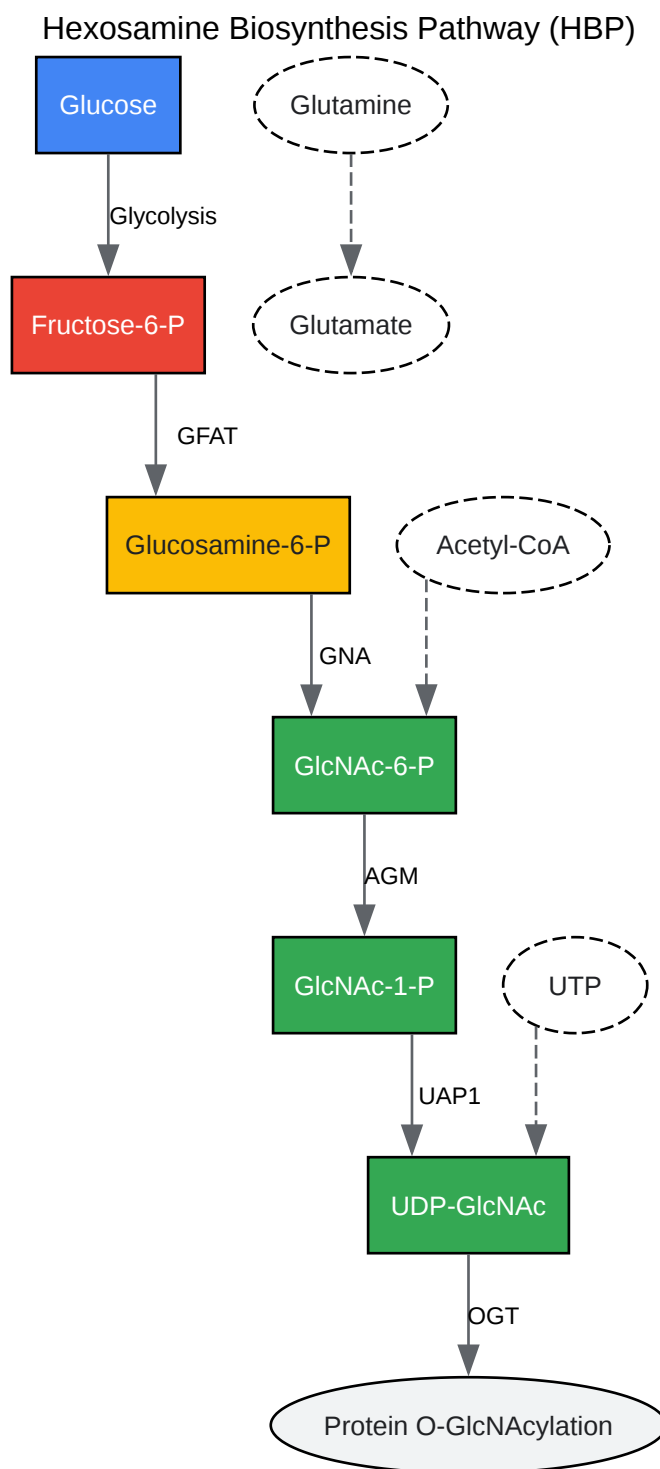 Hexosamine Biosynthesis Pathway (HBP)
Glucose
Glutamine
Glycolysis
Fructose-6-P
Glutamate
GFAT
Glucosamine-6-P
Acetyl-CoA
GNA
GlcNAc-6-P
AGM
GlcNAc-1-P
UTP
UAP1
UDP-GlcNAc
OGT
Protein O-GlcNAcylation